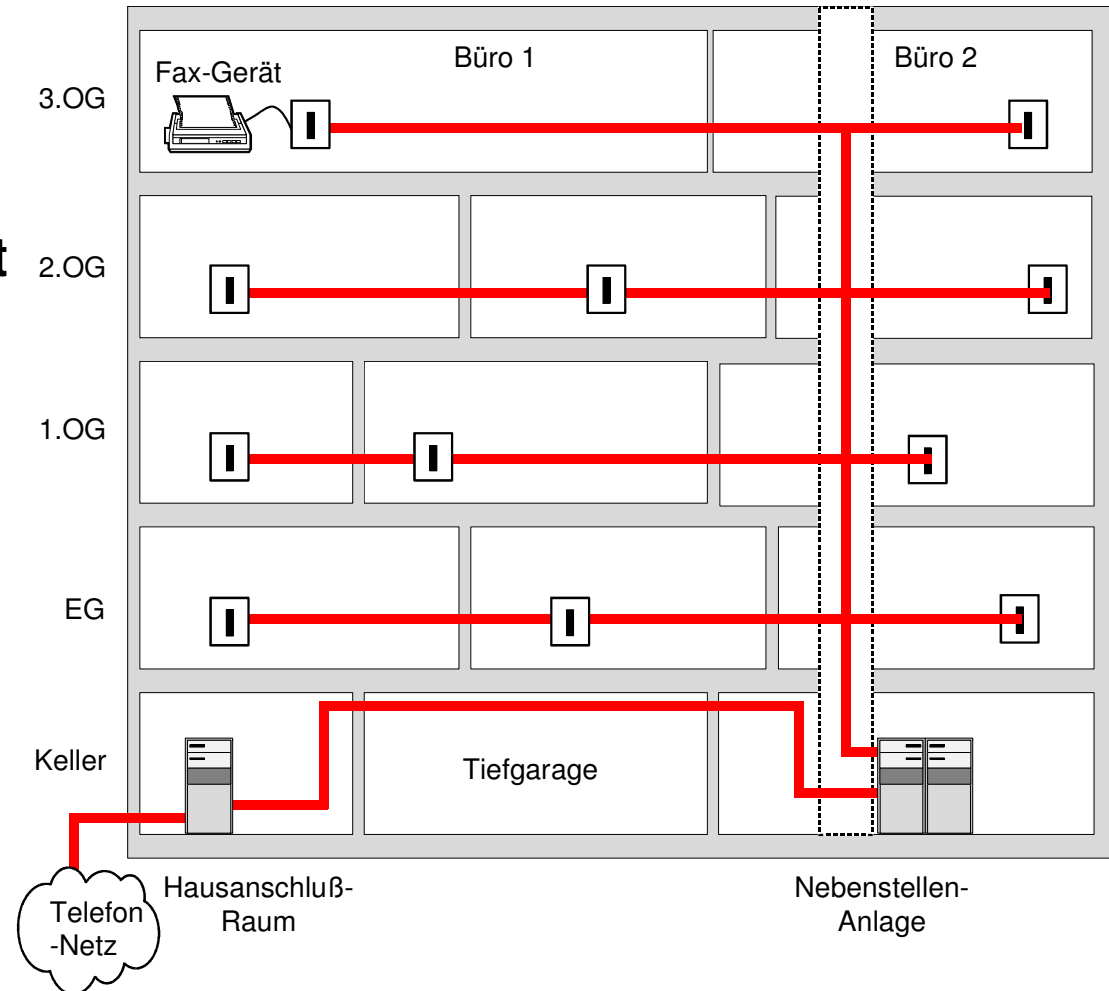 Büro 1
Büro 2
Fax-Gerät
3.OG
t
2.OG
1.OG
EG
Keller
Tiefgarage
Hausanschluß-
Raum
Nebenstellen-
Anlage
Telefon
-Netz